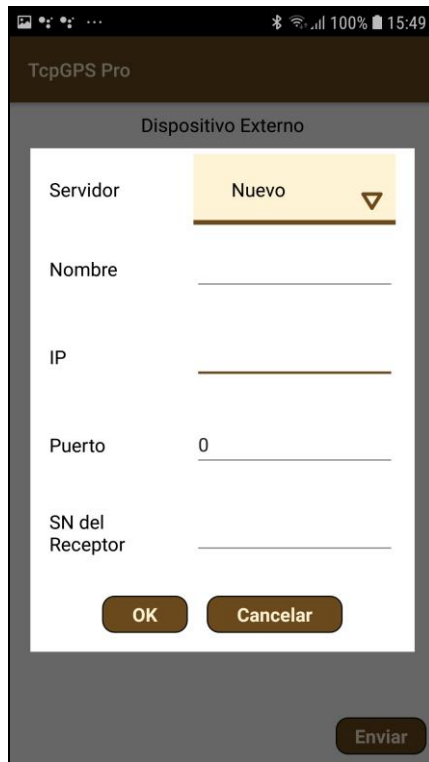 100% 15:49
TcpGPS Pro
Dispositivo Externo
Servidor Nuevo
Nombre
IP
Puerto 0
SN del
Receptor
OK Cancelar
Enviar